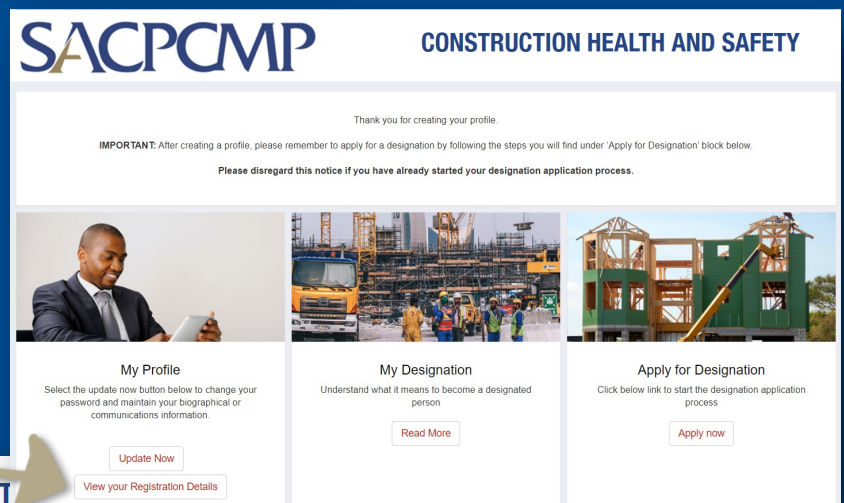 SACPCMP
CONSTRUCTION HEALTH AND SAFETY
Thank you for creating your profile.
IMPORTANT: After creating a profile, please remember to apply for a designation by following the steps you will find under 'Apply for Designation' block below.
Please disregard this notice if you have already started your designation application process.
My Profile
Select the update now button below to change your
password and maintain your biographical or
communications information.
Update Now
View your Registration Details
My Designation
Understand what it means to become a designated
person
Read More
Apply for Designation
Click below link to start the designation application
process
Apply now